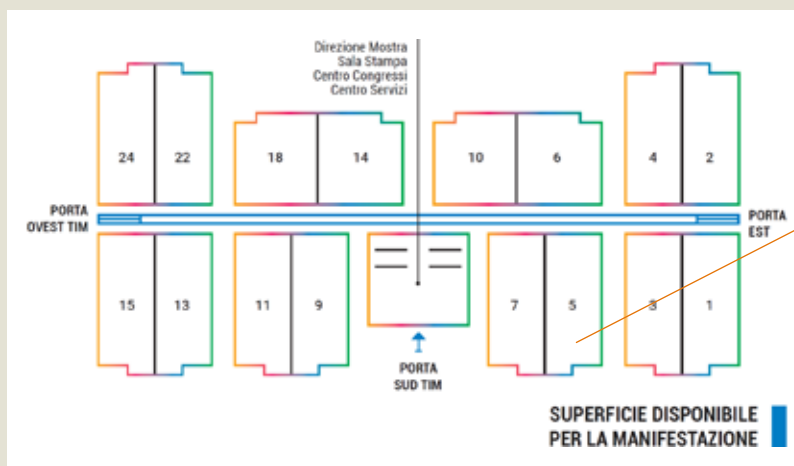 Direzione Mostra
Sala Stampa
Centro Congressi
Centro Servizi
24 22 18 14 10 6 4 2
PORTA
OVEST TIM
PORTA
EST
15 13 11 9 7 5 3 1
PORTA
SUD TIM
SUPERFICIE DISPONIBILE
PER LA MANIFESTAZIONE